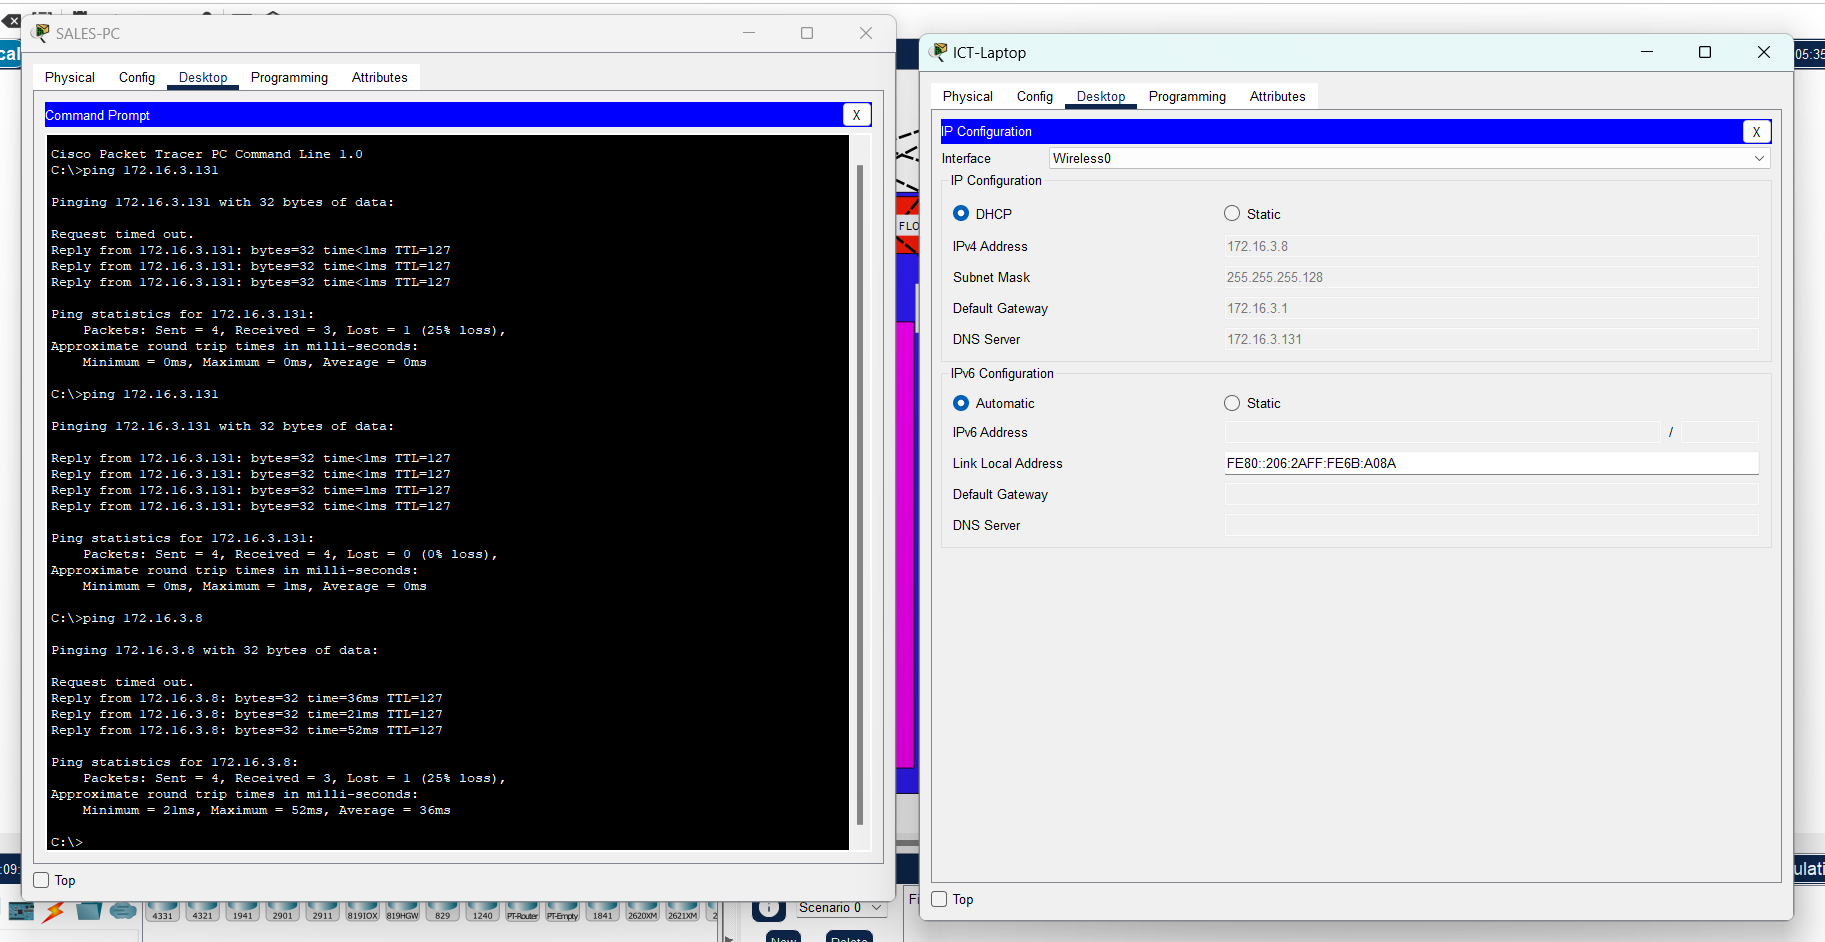 SALES-PC
Physical Config Desktop Programming Attributes
Command Prompt X
Cisco Packet Tracer PC Command Line 1.0
C:\>ping 172.16.3.131
Pinging 172.16.3.131 with 32 bytes of data:
Request timed out.
Reply from 172.16.3.131: bytes=32 time<1ms TTL=127
Reply from 172.16.3.131: bytes=32 time<1ms TTL=127
Reply from 172.16.3.131: bytes=32 time<1ms TTL=127
Ping statistics for 172.16.3.131:
Packets: Sent = 4, Received = 3, Lost = 1 (25% loss),
Approximate round trip times in milli-seconds:
Minimum = 0ms, Maximum = 0ms, Average = 0ms
C:\>ping 172.16.3.131
Pinging 172.16.3.131 with 32 bytes of data:
Reply from 172.16.3.131: bytes=32 time<1ms TTL=127
Reply from 172.16.3.131: bytes=32 time<1ms TTL=127
Reply from 172.16.3.131: bytes=32 time=1ms TTL=127
Reply from 172.16.3.131: bytes=32 time<1ms TTL=127
Ping statistics for 172.16.3.131:
Packets: Sent = 4, Received = 4, Lost = 0 (0% loss),
Approximate round trip times in milli-seconds:
Minimum = 0ms, Maximum = 1ms, Average = 0ms
C:\>ping 172.16.3.8
Pinging 172.16.3.8 with 32 bytes of data:
Request timed out.
Reply from 172.16.3.8: bytes=32 time=36ms TTL=127
Reply from 172.16.3.8: bytes=32 time=21ms TTL=127
Reply from 172.16.3.8: bytes=32 time=52ms TTL=127
Ping statistics for 172.16.3.8:
Packets: Sent = 4, Received = 3, Lost = 1 (25% loss),
Approximate round trip times in milli-seconds:
Minimum = 21ms, Maximum = 52ms, Average = 36ms
C:\>
Top
ICT-Laptop
Physical Config Desktop Programming Attributes
IP Configuration X
Interface Wireless0
IP Configuration
DHCP Static
IPv4 Address 172.16.3.8
Subnet Mask 255.255.255.128
Default Gateway 172.16.3.1
DNS Server 172.16.3.131
IPv6 Configuration
Automatic Static
IPv6 Address /
Link Local Address FE80::206:2AFF:FE6B:A08A
Default Gateway
DNS Server
Top
FLO
05:35
:09:
4331 4321 1941 2901 2911 819IOX 819HGW 829 1240 PT-Router PT-Empty 1841 2620XM 2621XM 2
Scenario 0
New Delete